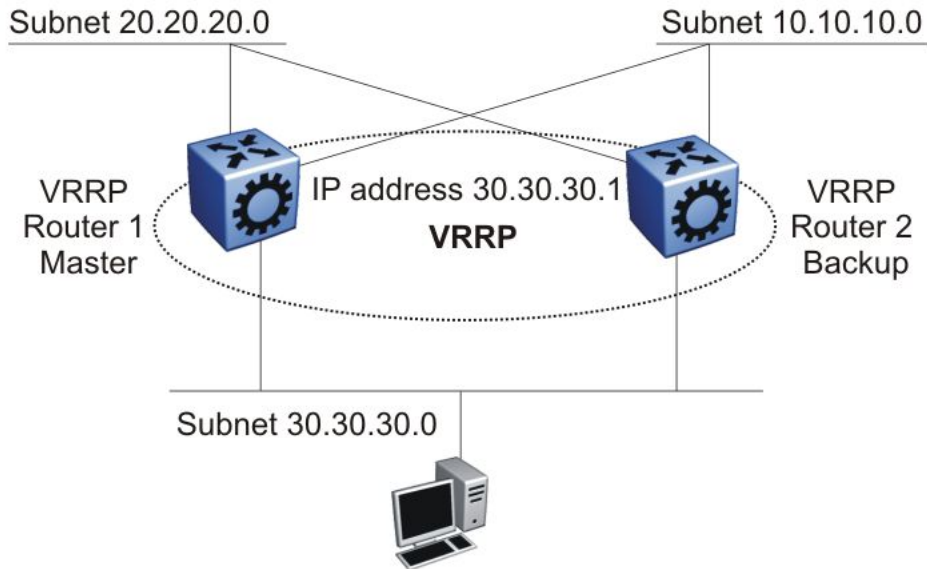 Subnet 20.20.20.0
Subnet 10.10.10.0
VRRP
Router 1
Master
IP address 30.30.30.1
VRRP
VRRP
Router 2
Backup
Subnet 30.30.30.0